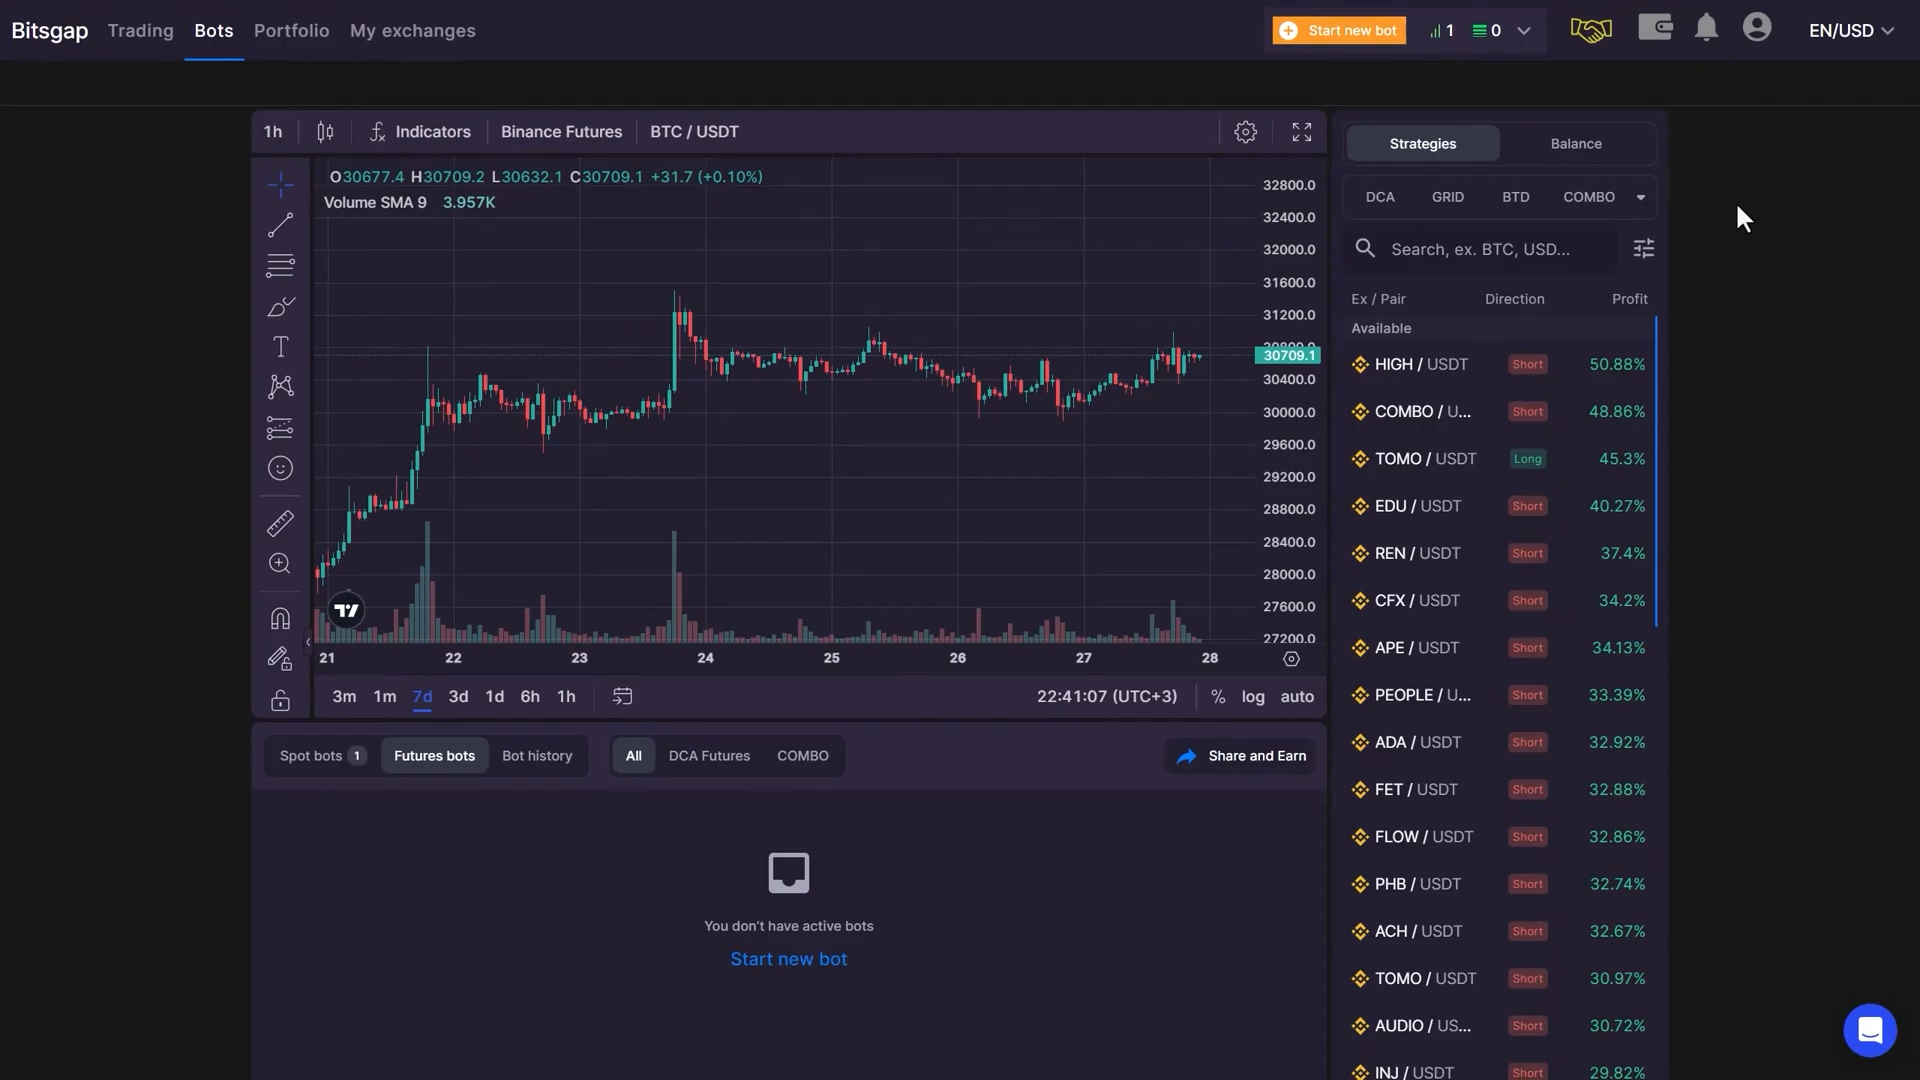 Bitsgap Trading Bots Portfolio My exchanges Start new bot 1 0 EN/USD
1h Indicators Binance Futures BTC / USDT
O30677.4 H30709.2 L30632.1 C30709.1 +31.7 (+0.10%)
Volume SMA 9 3.957K
32800.0
32400.0
32000.0
31600.0
31200.0
30800.0
30709.1
30400.0
30000.0
29600.0
29200.0
28800.0
28400.0
28000.0
27600.0
27200.0
21 22 23 24 25 26 27 28
3m 1m 7d 3d 1d 6h 1h 22:41:07 (UTC+3) % log auto
Spot bots 1 Futures bots Bot history All DCA Futures COMBO Share and Earn
You don't have active bots
Start new bot
Strategies Balance
DCA GRID BTD COMBO
Search, ex. BTC, USD...
Ex / Pair Direction Profit
Available
HIGH / USDT Short 50.88%
COMBO / U... Short 48.86%
TOMO / USDT Long 45.3%
EDU / USDT Short 40.27%
REN / USDT Short 37.4%
CFX / USDT Short 34.2%
APE / USDT Short 34.13%
PEOPLE / U... Short 33.39%
ADA / USDT Short 32.92%
FET / USDT Short 32.88%
FLOW / USDT Short 32.86%
PHB / USDT Short 32.74%
ACH / USDT Short 32.67%
TOMO / USDT Short 30.97%
AUDIO / US... Short 30.72%
INJ / USDT Short 29.82%